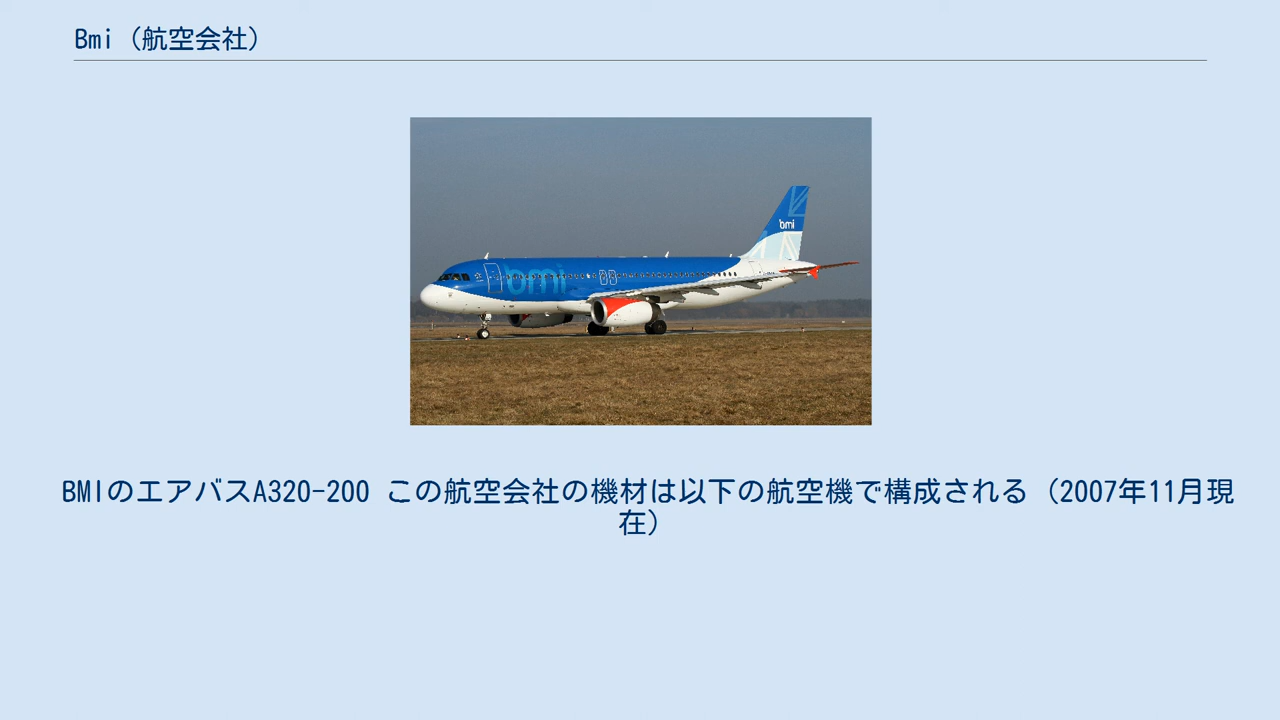 Bmi（航空会社）
bmi
bmi
BMIのエアバスA320-200 この航空会社の機材は以下の航空機で構成される（2007年11月現
在）